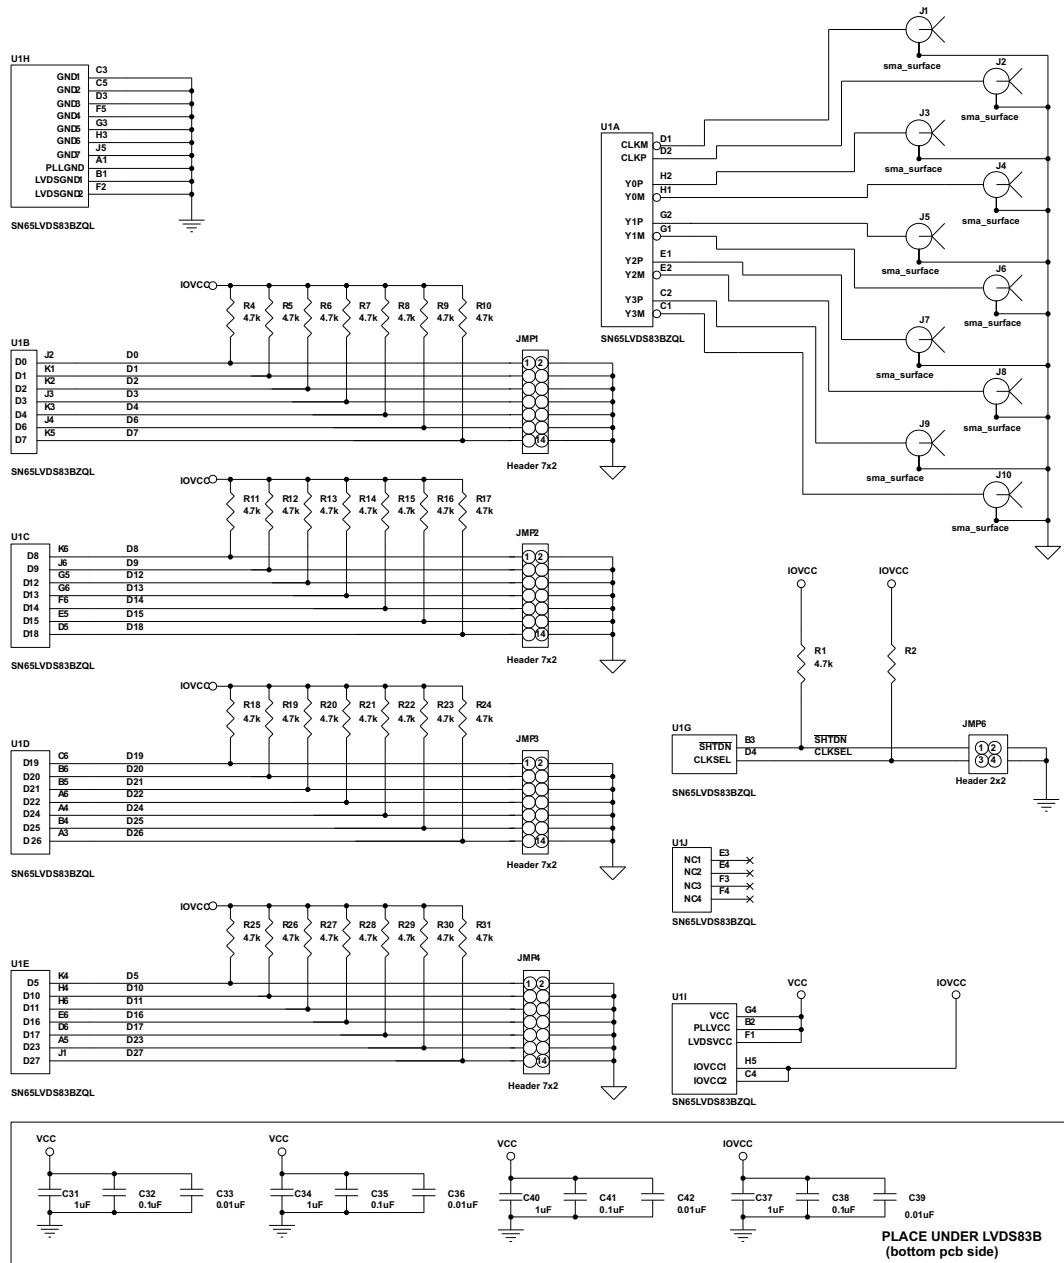 U1H
GND1 C3
GND2 C5
GND3 D3
GND4 F5
GND5 G3
GND6 H3
GND7 J5
PLLGND A1
LVDSGND1 B1
LVDSGND2 F2
SN65LVDS83BZQL
U1A
CLKM D1
CLKP D2
Y0P H2
Y0M H1
Y1P G2
Y1M G1
Y2P E1
Y2M E2
Y3P C2
Y3M C1
SN65LVDS83BZQL
J1
sma_surface
J2
sma_surface
J3
sma_surface
J4
sma_surface
J5
sma_surface
J6
sma_surface
J7
sma_surface
J8
sma_surface
J9
sma_surface
J10
sma_surface
IOVCC
R4 R5 R6 R7 R8 R9 R10
4.7k 4.7k 4.7k 4.7k 4.7k 4.7k 4.7k
U1B
JMP1
D0 J2 D0 1 2
D1 K1 D1
D2 K2 D2
D3 J3 D3
D4 K3 D4
D6 J4 D6
D7 K5 D7 14
Header 7x2
SN65LVDS83BZQL
IOVCC
R11 R12 R13 R14 R15 R16 R17
4.7k 4.7k 4.7k 4.7k 4.7k 4.7k 4.7k
U1C
JMP2
D8 K6 D8 1 2
D9 J6 D9
D12 G5 D12
D13 G6 D13
D14 F6 D14
D15 E5 D15
D18 D5 D18 14
Header 7x2
SN65LVDS83BZQL
IOVCC
R18 R19 R20 R21 R22 R23 R24
4.7k 4.7k 4.7k 4.7k 4.7k 4.7k 4.7k
U1D
JMP3
D19 C6 D19 1 2
D20 B6 D20
D21 B5 D21
D22 A6 D22
D24 A4 D24
D25 B4 D25
D26 A3 D26 14
Header 7x2
SN65LVDS83BZQL
IOVCC
R25 R26 R27 R28 R29 R30 R31
4.7k 4.7k 4.7k 4.7k 4.7k 4.7k 4.7k
U1E
JMP4
D5 K4 D5 1 2
D10 H4 D10
D11 H6 D11
D16 E6 D16
D17 D6 D17
D23 A5 D23
D27 J1 D27 14
Header 7x2
SN65LVDS83BZQL
IOVCC IOVCC
R1 R2
4.7k
U1G
JMP6
SHTDN B3 SHTDN 1 2
CLKSEL D4 CLKSEL 3 4
Header 2x2
SN65LVDS83BZQL
U1J
NC1 E3
NC2 E4
NC3 F3
NC4 F4
SN65LVDS83BZQL
VCC IOVCC
U1I
VCC G4
PLLVCC B2
LVDSVCC F1
IOVCC1 H5
IOVCC2 C4
SN65LVDS83BZQL
VCC VCC VCC IOVCC
C31 C32 C33 C34 C35 C36 C40 C41 C42 C37 C38 C39
1uF 0.1uF 0.01uF 1uF 0.1uF 0.01uF 1uF 0.1uF 0.01uF 1uF 0.1uF 0.01uF
PLACE UNDER LVDS83B
(bottom pcb side)